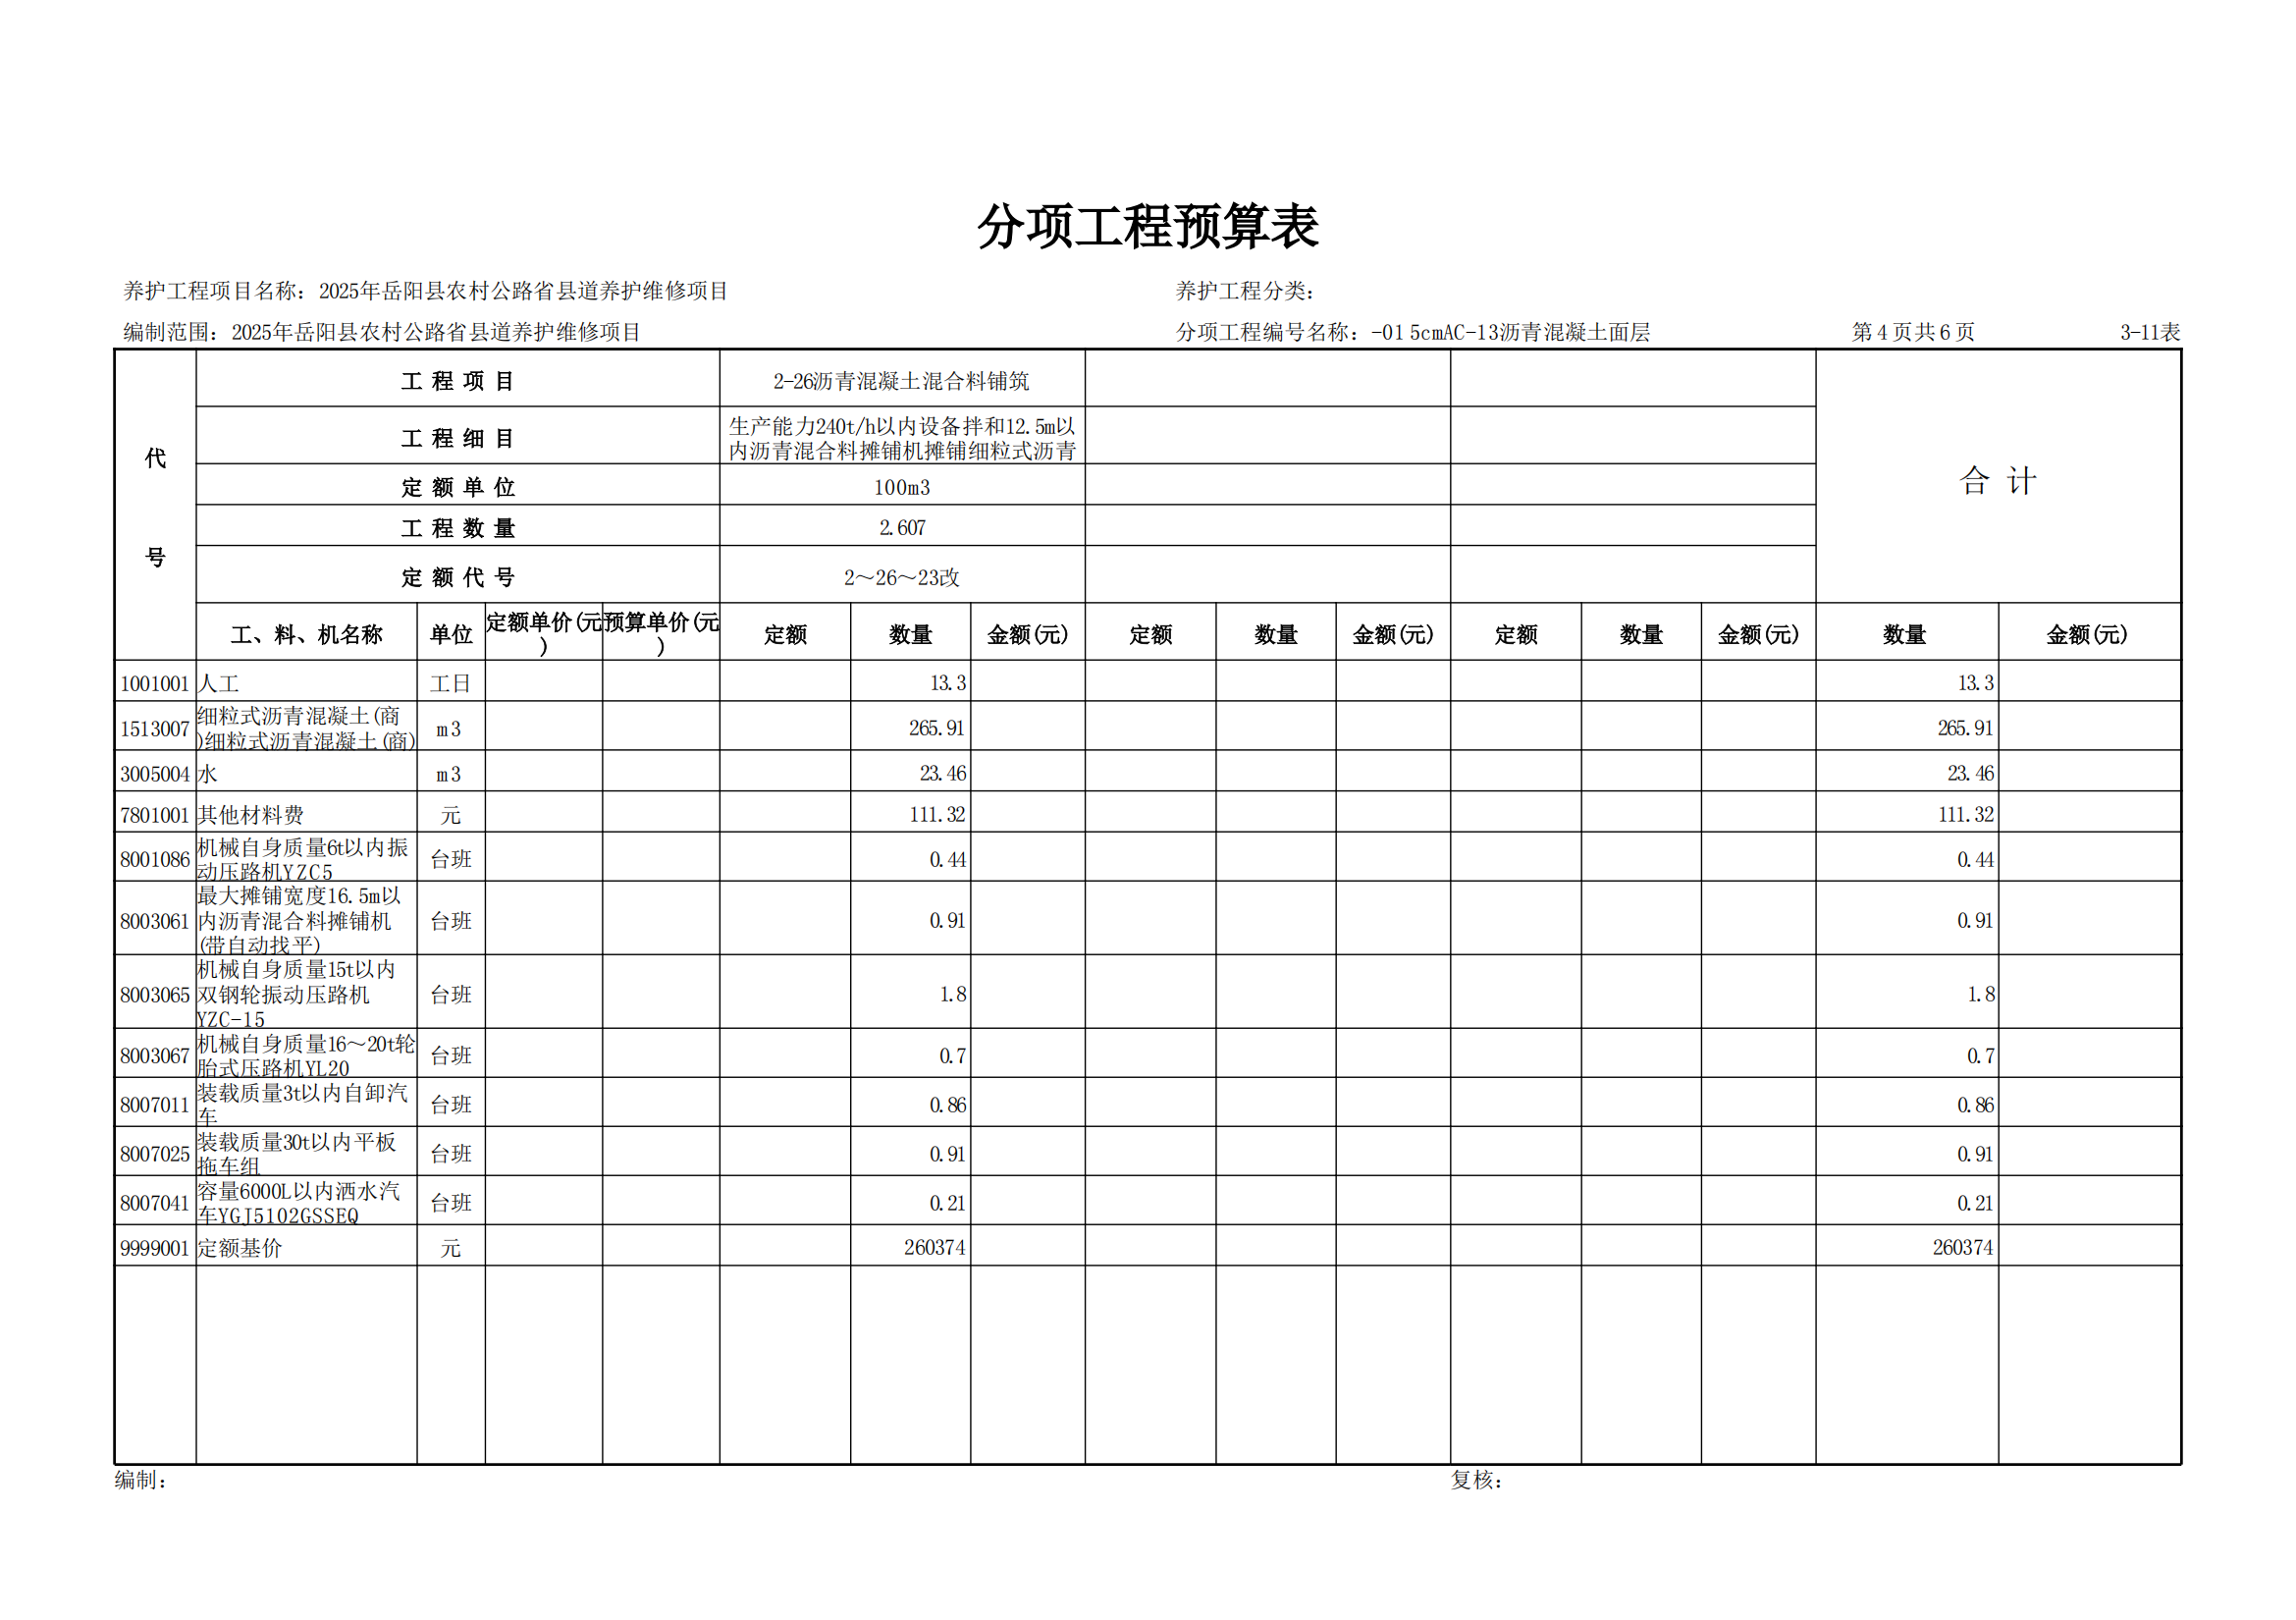 分项工程预算表
养护工程项目名称：2025年岳阳县农村公路省县道养护维修项目 养护工程分类：
编制范围：2025年岳阳县农村公路省县道养护维修项目 分项工程编号名称：-01 5cmAC-13沥青混凝土面层 第 4 页共 6 页 3-11表
代
号
工 程 项 目 2-26沥青混凝土混合料铺筑
工 程 细 目 生产能力240t/h以内设备拌和12.5m以
内沥青混合料摊铺机摊铺细粒式沥青
定 额 单 位 100m3
工 程 数 量 2.607
定 额 代 号 2～26～23改
合 计
工、料、机名称 单位 定额单价(元
) 预算单价(元
) 定额 数量 金额(元) 定额 数量 金额(元) 定额 数量 金额(元) 数量 金额(元)
1001001 人工 工日 13.3 13.3
1513007 细粒式沥青混凝土(商
)细粒式沥青混凝土(商) m3 265.91 265.91
3005004 水 m3 23.46 23.46
7801001 其他材料费 元 111.32 111.32
8001086 机械自身质量6t以内振
动压路机YZC5 台班 0.44 0.44
8003061 最大摊铺宽度16.5m以
内沥青混合料摊铺机
(带自动找平) 台班 0.91 0.91
8003065 机械自身质量15t以内
双钢轮振动压路机
YZC-15 台班 1.8 1.8
8003067 机械自身质量16～20t轮
胎式压路机YL20 台班 0.7 0.7
8007011 装载质量3t以内自卸汽
车 台班 0.86 0.86
8007025 装载质量30t以内平板
拖车组 台班 0.91 0.91
8007041 容量6000L以内洒水汽
车YGJ5102GSSEQ 台班 0.21 0.21
9999001 定额基价 元 260374 260374
编制： 复核：